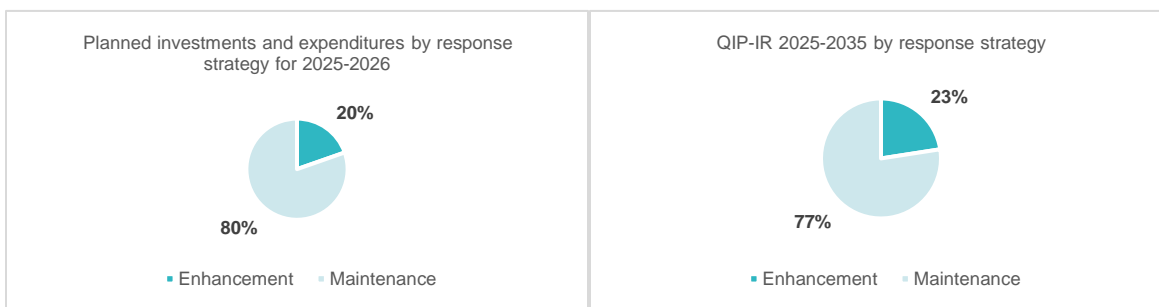 Planned investments and expenditures by response
strategy for 2025-2026
20%
80%
Enhancement Maintenance
QIP-IR 2025-2035 by response strategy
23%
77%
Enhancement Maintenance